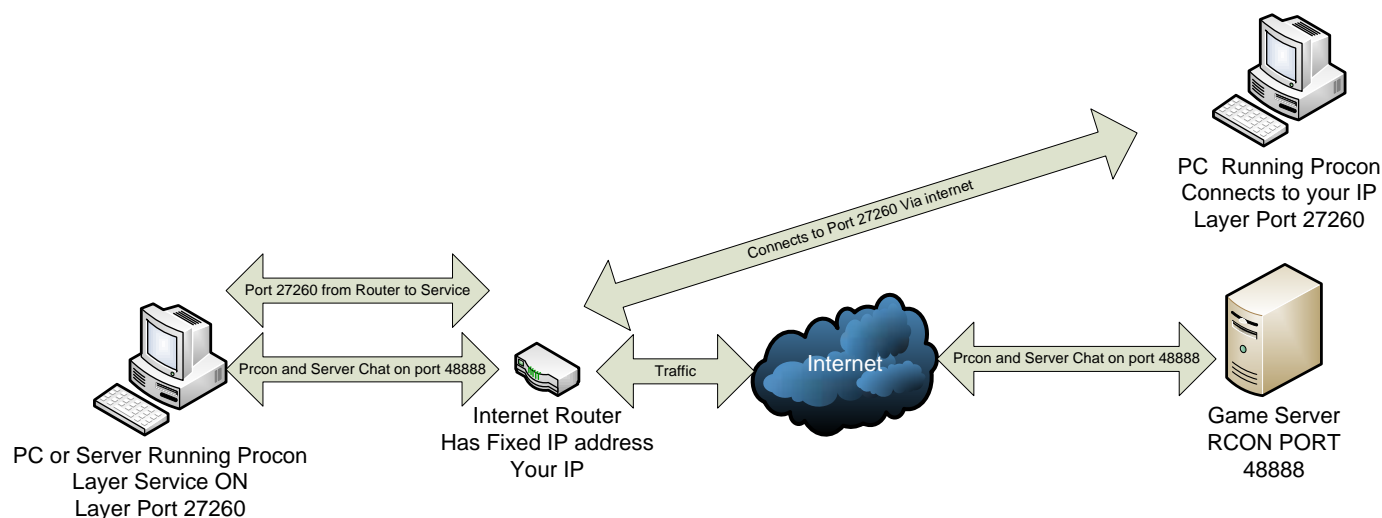 PC Running Procon
Connects to your IP
Layer Port 27260
Connects to Port 27260 Via internet
Port 27260 from Router to Service
Prcon and Server Chat on port 48888
Traffic
Internet
Prcon and Server Chat on port 48888
Internet Router
Has Fixed IP address
Your IP
Game Server
RCON PORT
48888
PC or Server Running Procon
Layer Service ON
Layer Port 27260